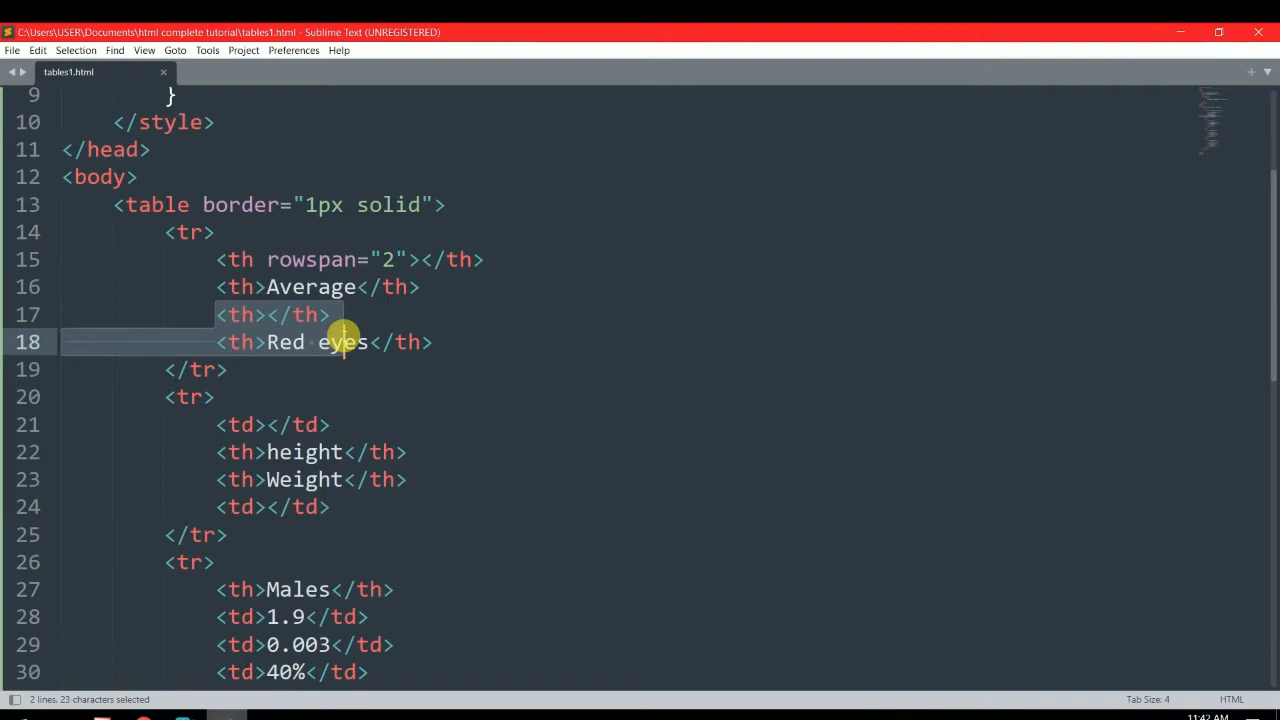 C:\Users\USER\Documents\html complete tutorial\tables1.html - Sublime Text (UNREGISTERED)
File Edit Selection Find View Goto Tools Project Preferences Help
tables1.html
9 }
10 </style>
11 </head>
12 <body>
13 <table border="1px solid">
14 <tr>
15 <th rowspan="2"></th>
16 <th>Average</th>
17 <th></th>
18 <th>Red eyes</th>
19 </tr>
20 <tr>
21 <td></td>
22 <th>height</th>
23 <th>Weight</th>
24 <td></td>
25 </tr>
26 <tr>
27 <th>Males</th>
28 <td>1.9</td>
29 <td>0.003</td>
30 <td>40%</td>
2 lines, 23 characters selected Tab Size: 4 HTML
11:42 AM